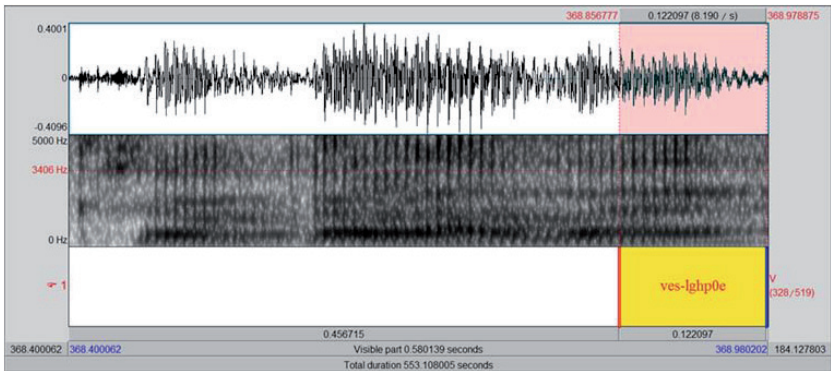 368.856777 0.122097 (8.190 / s) 368.978875
0.4001
0
-0.4096
5000 Hz
3406 Hz
0 Hz
1 ves-lghp0e V
(328/519)
0.456715 0.122097
368.400062 368.400062 Visible part 0.580139 seconds 368.980202 184.127803
Total duration 553.108005 seconds